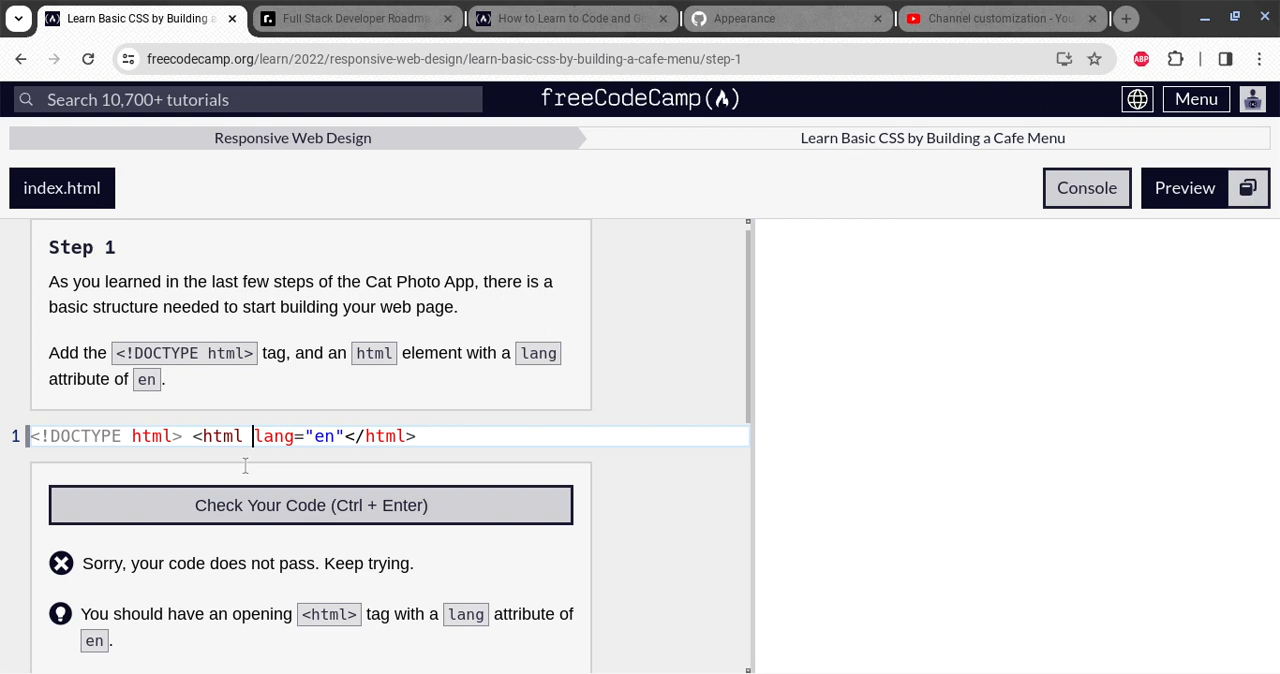 Learn Basic CSS by Building a
Full Stack Developer Roadma
How to Learn to Code and Ge
Appearance
Channel customization - You
freecodecamp.org/learn/2022/responsive-web-design/learn-basic-css-by-building-a-cafe-menu/step-1
ABP
Search 10,700+ tutorials
freeCodeCamp
Menu
Responsive Web Design
Learn Basic CSS by Building a Cafe Menu
index.html
Console
Preview
Step 1
As you learned in the last few steps of the Cat Photo App, there is a
basic structure needed to start building your web page.
Add the <!DOCTYPE html> tag, and an html element with a lang
attribute of en.
1 <!DOCTYPE html> <html lang="en"</html>
Check Your Code (Ctrl + Enter)
Sorry, your code does not pass. Keep trying.
You should have an opening <html> tag with a lang attribute of
en.